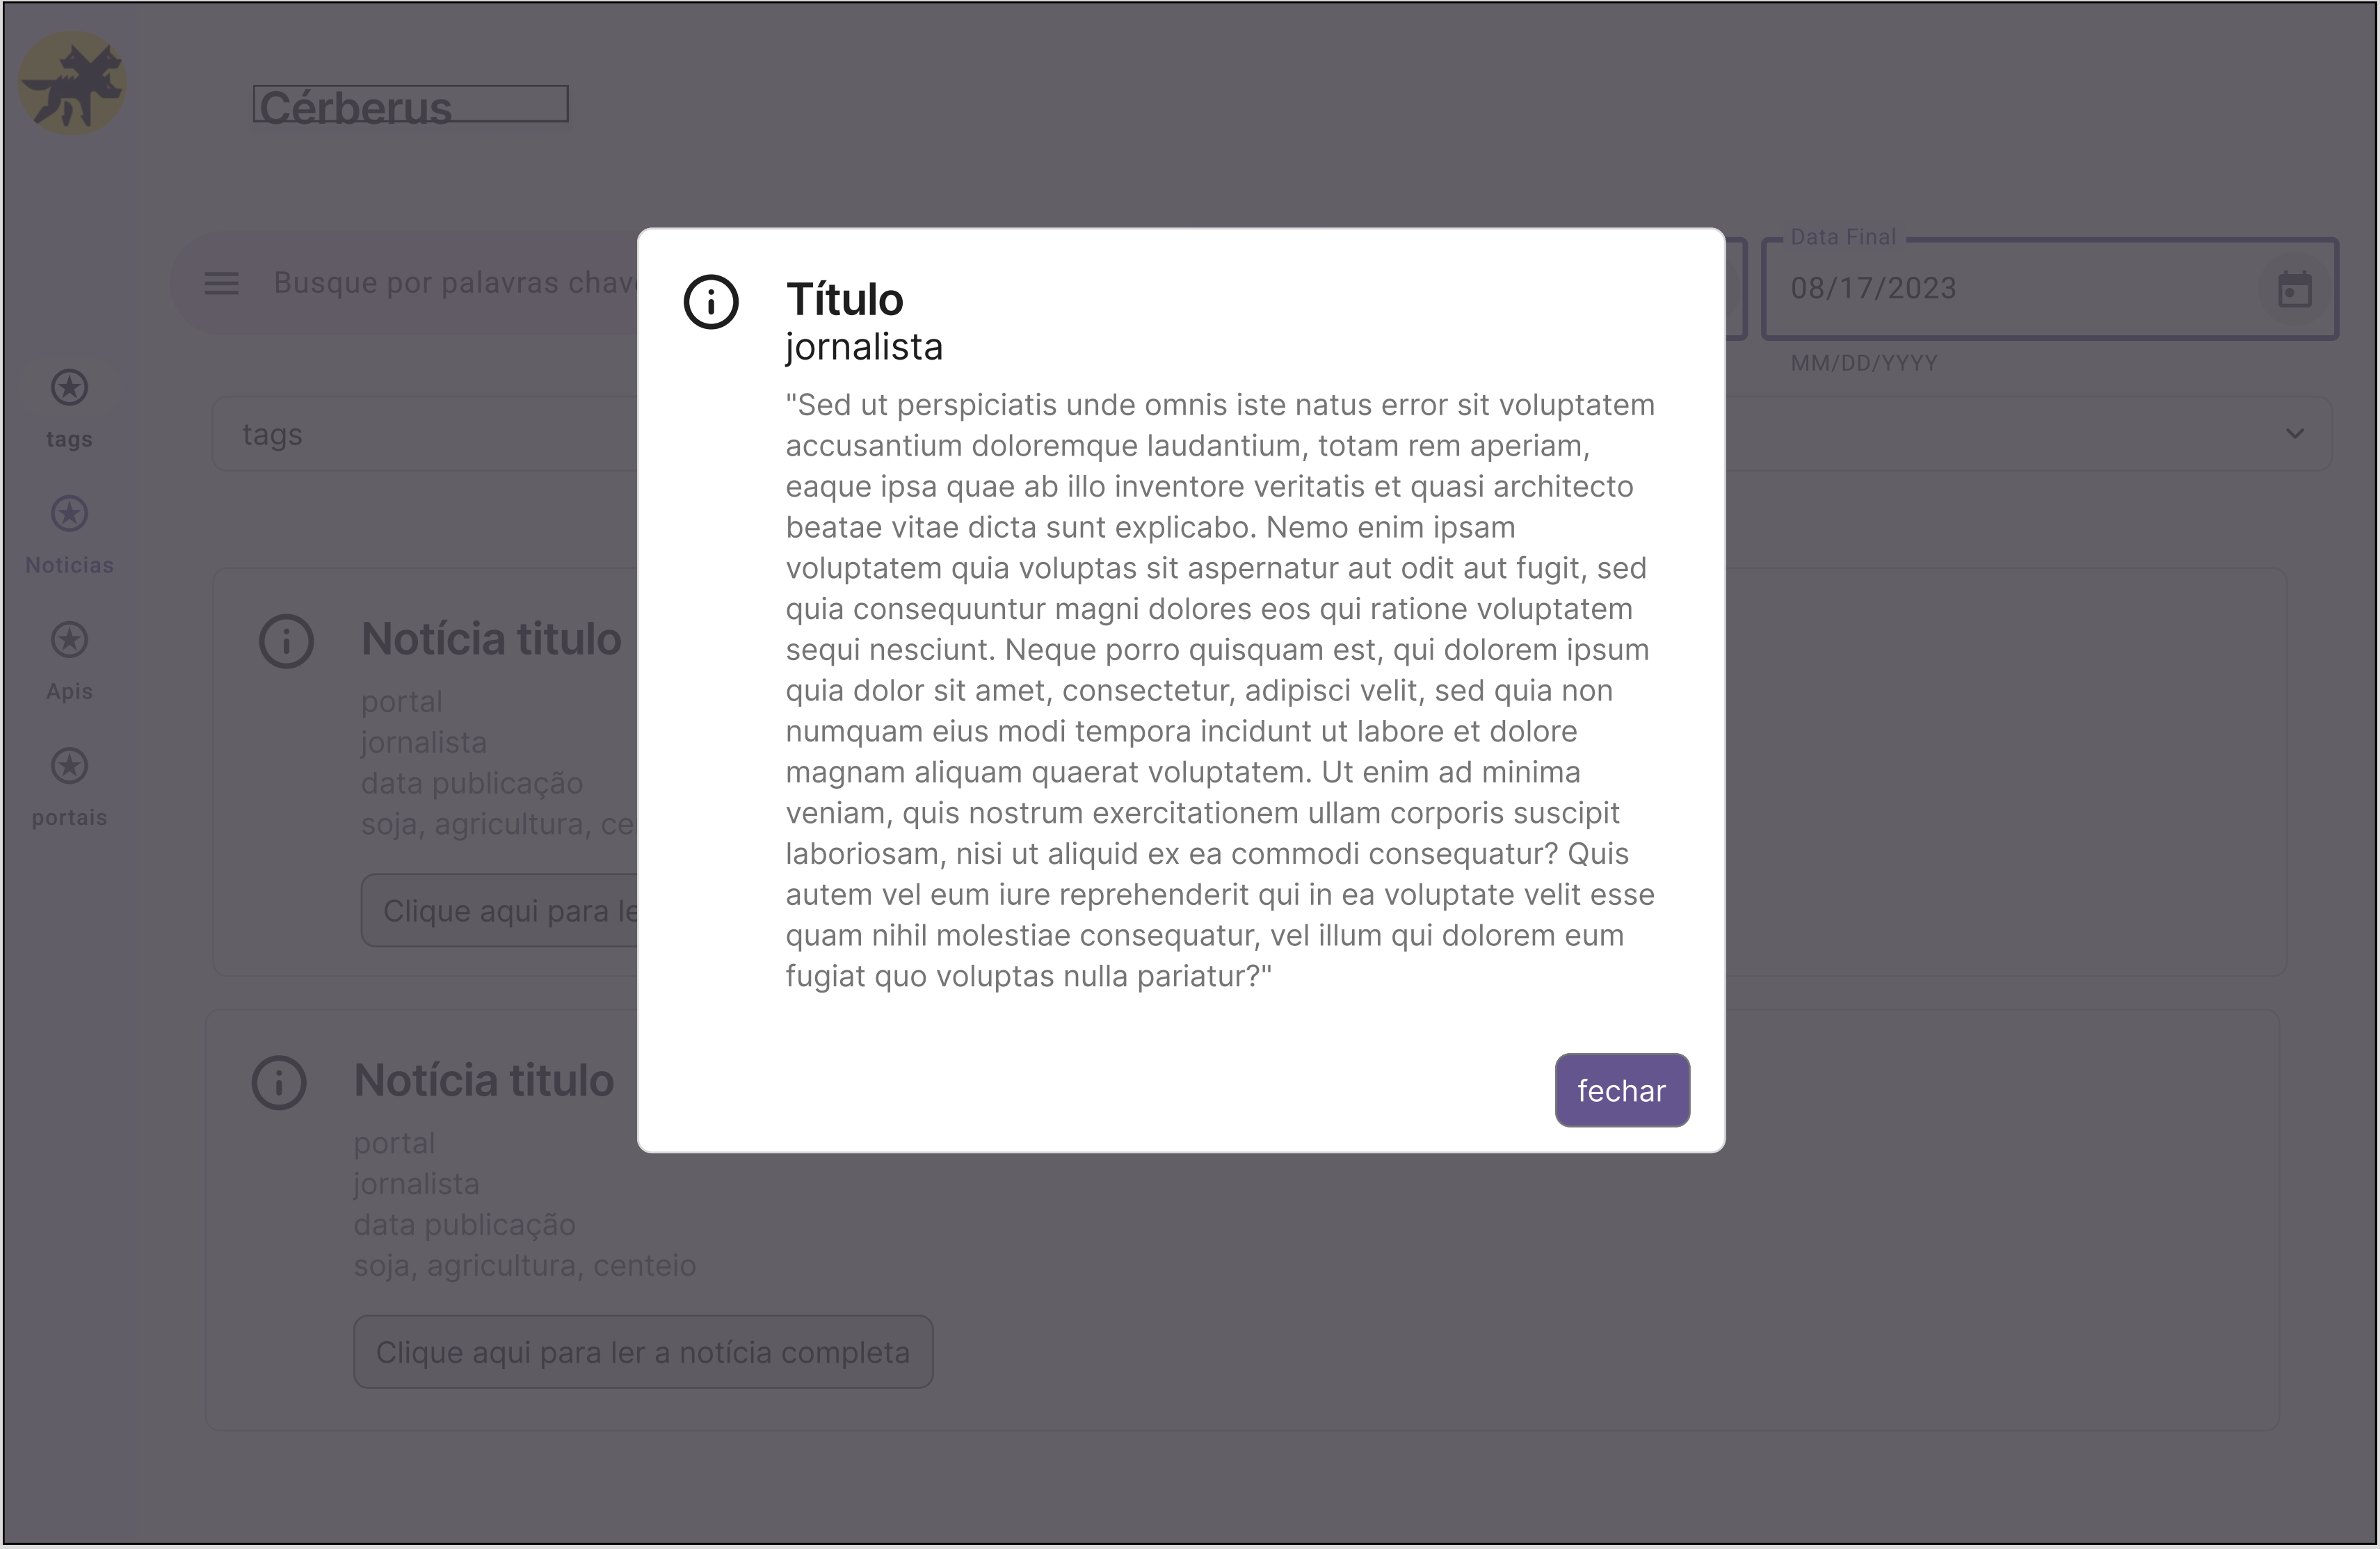 Cérberus
Busque por palavras
Data Final
08/17/2023
MM/DD/YYYY
tags
Noticias
Apis
portais
tags
Notícia titulo
portal
jornalista
data publicação
soja, agricultura,
Clique aqui para
Notícia titulo
portal
jornalista
data publicação
soja, agricultura, centeio
Clique aqui para ler a notícia completa
Título
jornalista
"Sed ut perspiciatis unde omnis iste natus error sit voluptatem
accusantium doloremque laudantium, totam rem aperiam,
eaque ipsa quae ab illo inventore veritatis et quasi architecto
beatae vitae dicta sunt explicabo. Nemo enim ipsam
voluptatem quia voluptas sit aspernatur aut odit aut fugit, sed
quia consequuntur magni dolores eos qui ratione voluptatem
sequi nesciunt. Neque porro quisquam est, qui dolorem ipsum
quia dolor sit amet, consectetur, adipisci velit, sed quia non
numquam eius modi tempora incidunt ut labore et dolore
magnam aliquam quaerat voluptatem. Ut enim ad minima
veniam, quis nostrum exercitationem ullam corporis suscipit
laboriosam, nisi ut aliquid ex ea commodi consequatur? Quis
autem vel eum iure reprehenderit qui in ea voluptate velit esse
quam nihil molestiae consequatur, vel illum qui dolorem eum
fugiat quo voluptas nulla pariatur?"
fechar